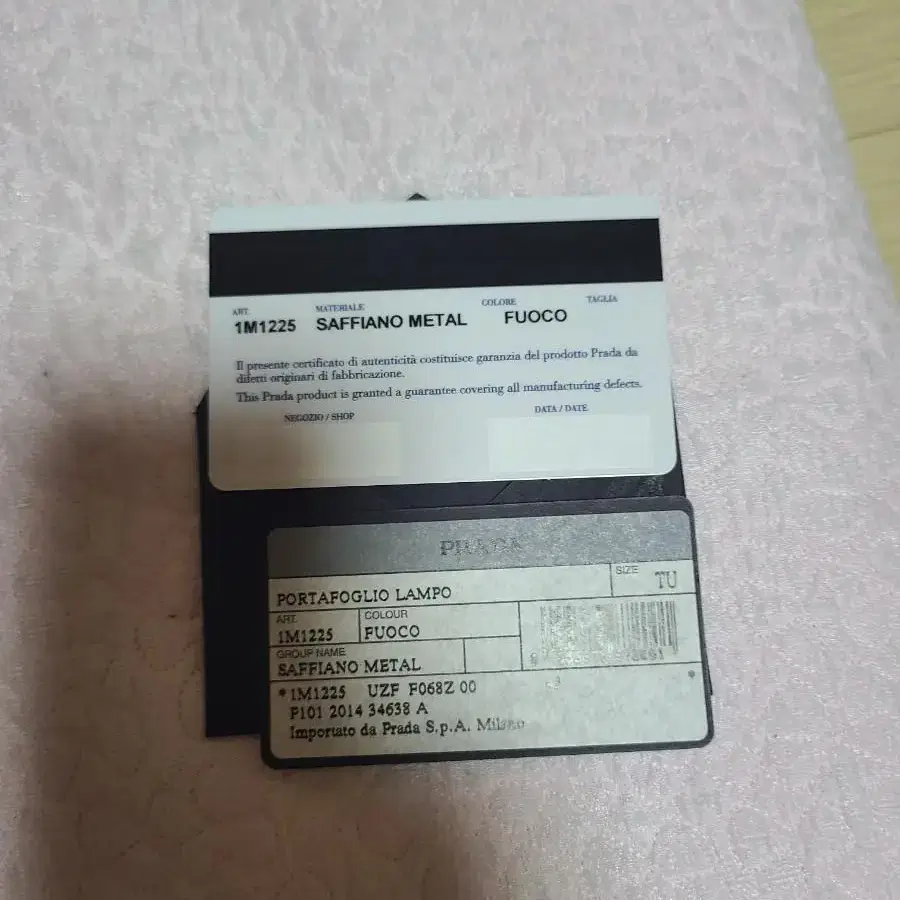 ART. MATERIALE COLORE TAGLIA
1M1225 SAFFIANO METAL FUOCO
Il presente certificato di autenticità costituisce garanzia del prodotto Prada da
difetti originari di fabbricazione.
This Prada product is granted a guarantee covering all manufacturing defects.
NEGOZIO / SHOP DATA / DATE
PRADA
PORTAFOGLIO LAMPO SIZE TU
ART. COLOUR
1M1225 FUOCO
GROUP NAME
SAFFIANO METAL
*1M1225 UZF F068Z 00
P101 2014 34638 A
Importato da Prada S.p.A. Milano